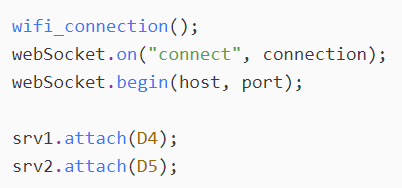 wifi_connection();
webSocket.on("connect", connection);
webSocket.begin(host, port);
srv1.attach(D4);
srv2.attach(D5);